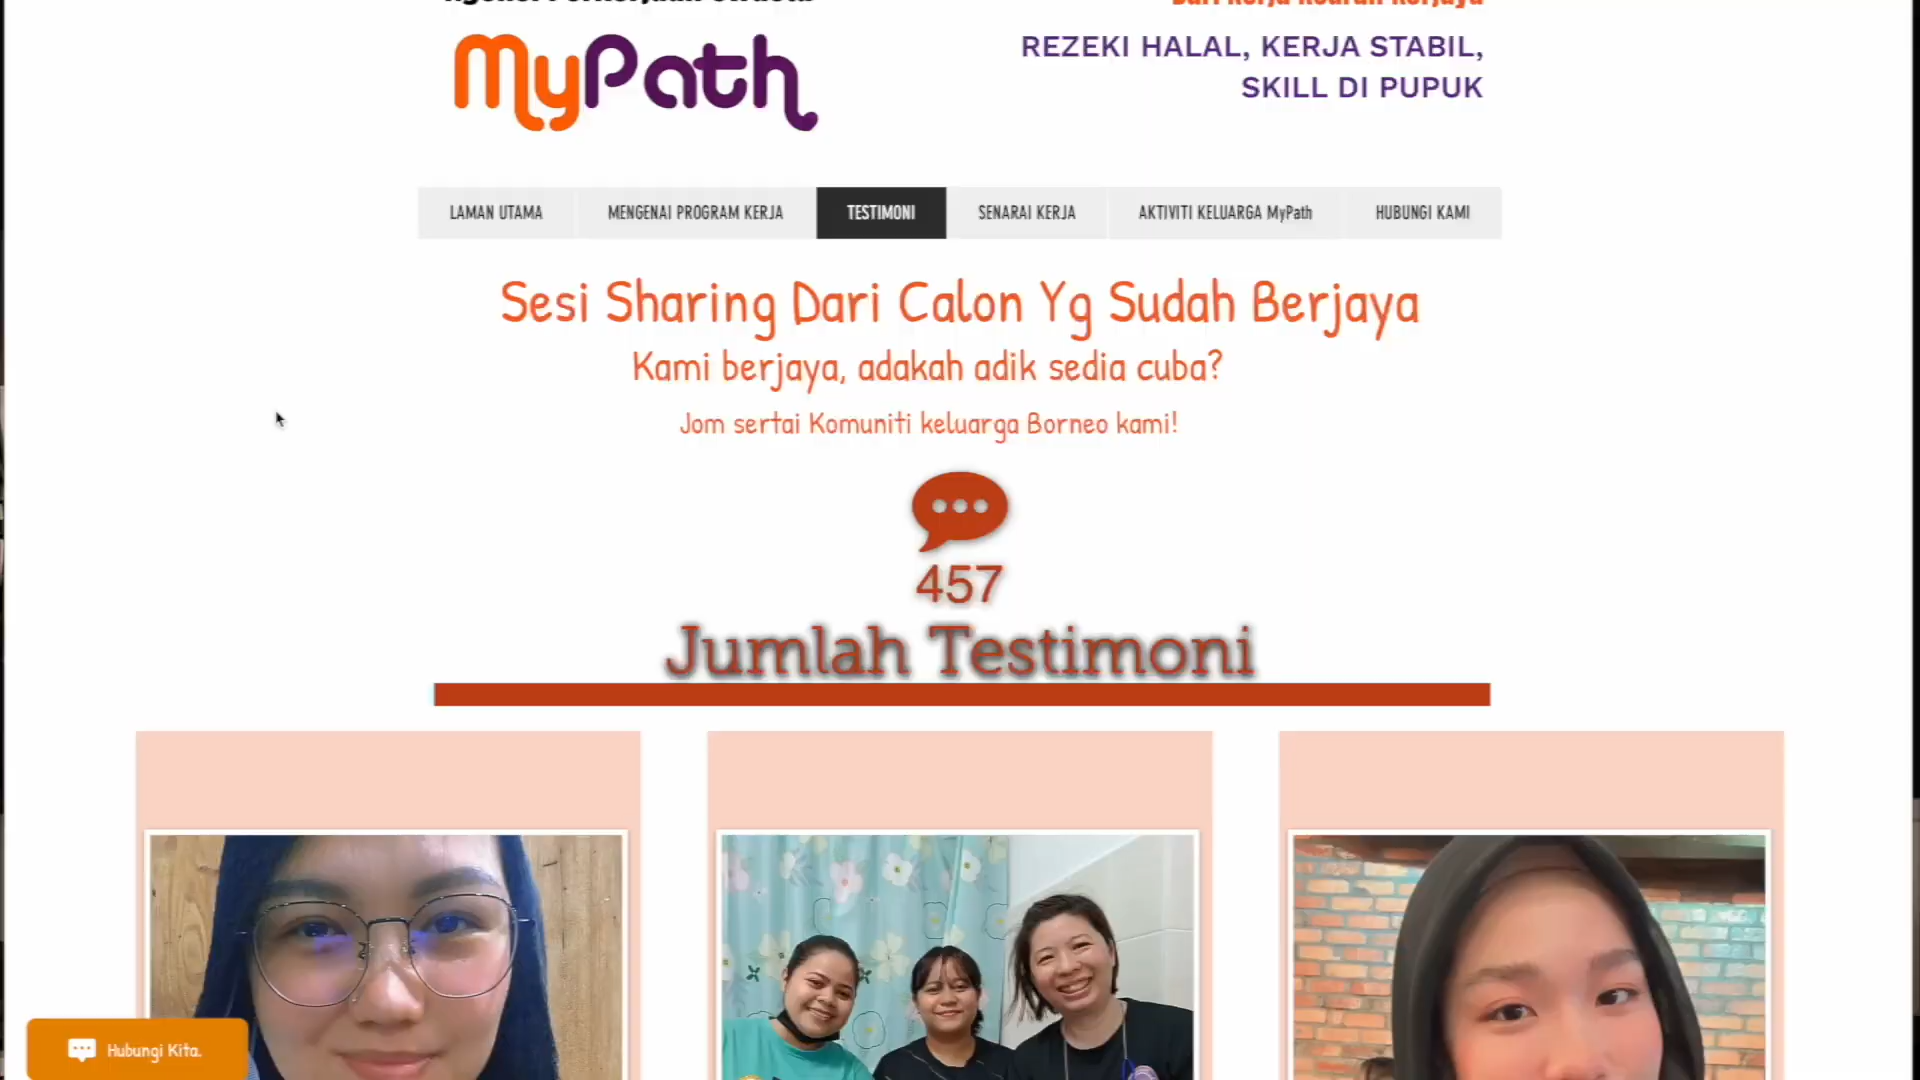 MyPath
REZEKI HALAL, KERJA STABIL,
SKILL DI PUPUK
LAMAN UTAMA
MENGENAI PROGRAM KERJA
TESTIMONI
SENARAI KERJA
AKTIVITI KELUARGA MyPath
HUBUNGI KAMI
Sesi Sharing Dari Calon Yg Sudah Berjaya
Kami berjaya, adakah adik sedia cuba?
Jom sertai Komuniti keluarga Borneo kami!
457
Jumlah Testimoni
Hubungi Kita.